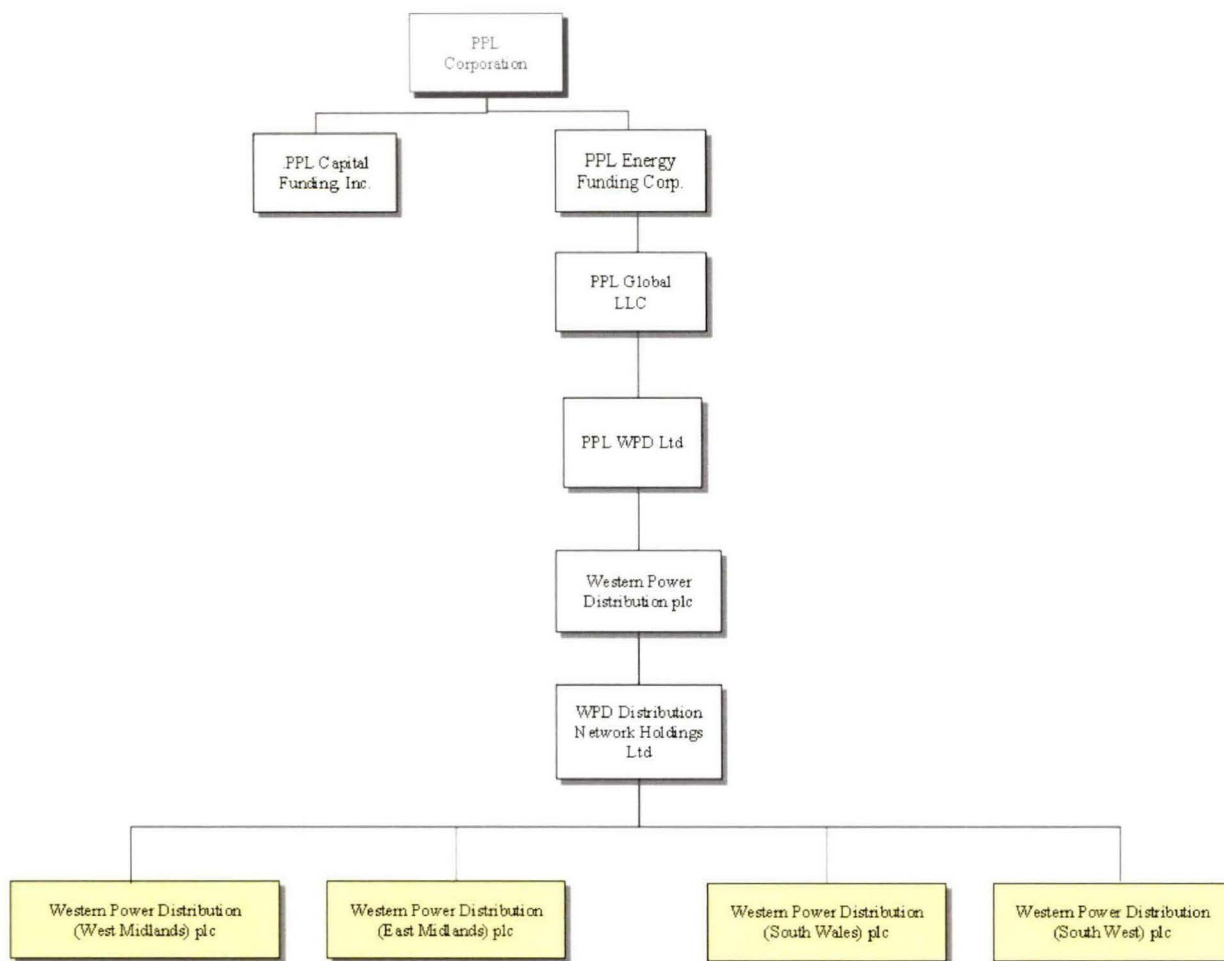 PPL
Corporation
PPL Capital
Funding, Inc.
PPL Energy
Funding Corp.
PPL Global
LLC
PPL WPD Ltd
Western Power
Distribution plc
WPD Distribution
Network Holdings
Ltd
Western Power Distribution
(West Midlands) plc
Western Power Distribution
(East Midlands) plc
Western Power Distribution
(South Wales) plc
Western Power Distribution
(South West) plc